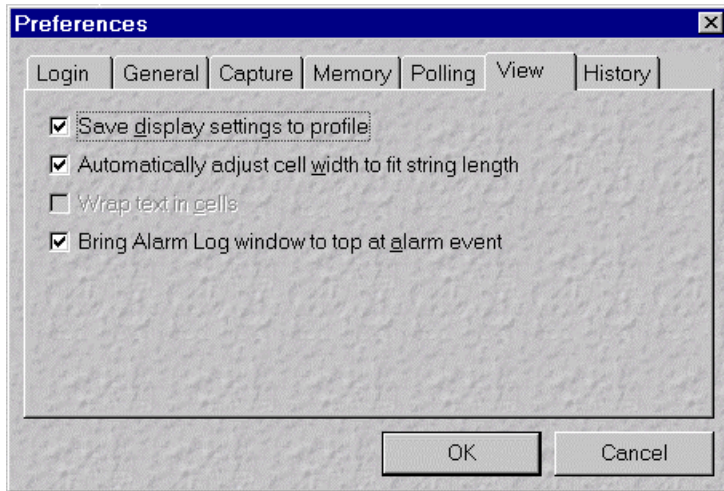 Preferences
Login General Capture Memory Polling View History
Save display settings to profile
Automatically adjust cell width to fit string length
Wrap text in cells
Bring Alarm Log window to top at alarm event
OK Cancel